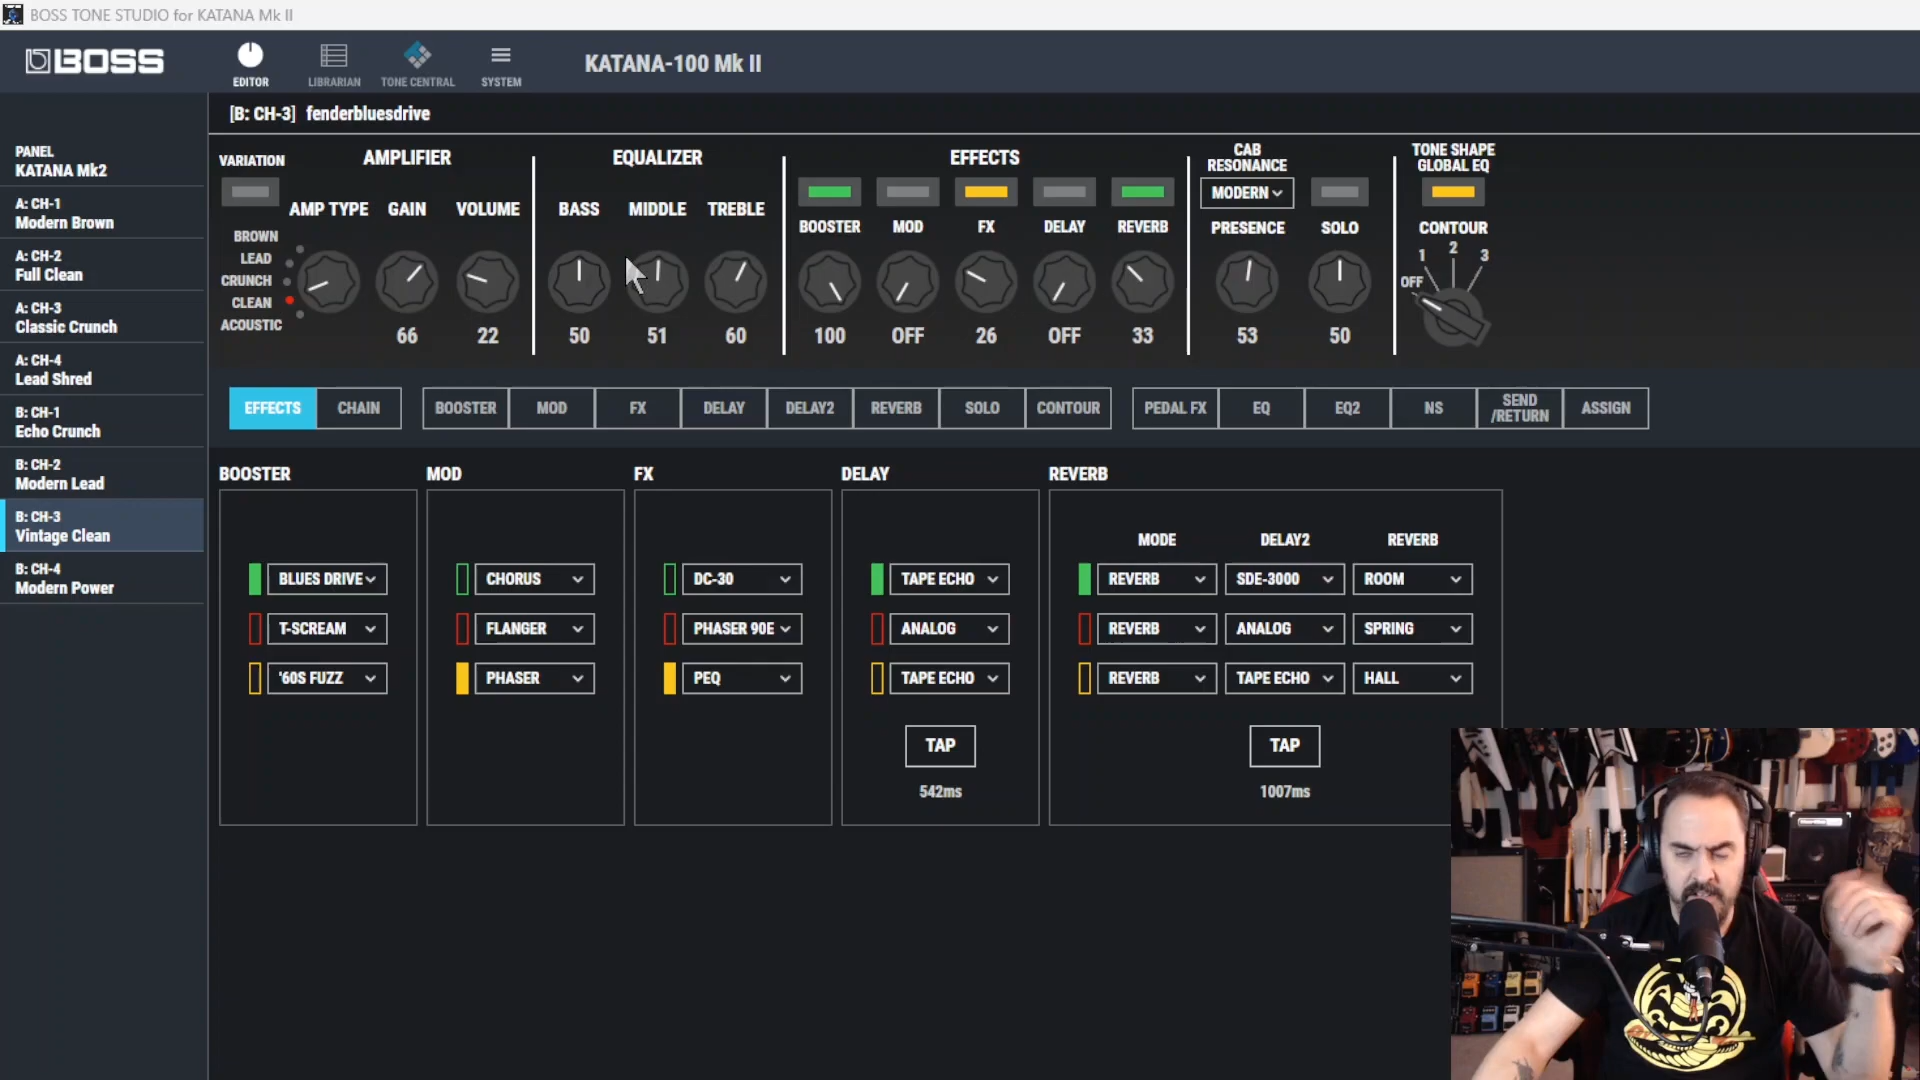 BOSS TONE STUDIO for KATANA Mk II
BOSS
EDITOR
LIBRARIAN
TONE CENTRAL
SYSTEM
KATANA-100 Mk II
[B: CH-3] fenderbluesdrive
PANEL
KATANA Mk2
A: CH-1
Modern Brown
A: CH-2
Full Clean
A: CH-3
Classic Crunch
A: CH-4
Lead Shred
B: CH-1
Echo Crunch
B: CH-2
Modern Lead
B: CH-3
Vintage Clean
B: CH-4
Modern Power
VARIATION
AMPLIFIER
AMP TYPE GAIN VOLUME
BROWN
LEAD
CRUNCH
CLEAN
ACOUSTIC
66 22
EQUALIZER
BASS MIDDLE TREBLE
50 51 60
EFFECTS
BOOSTER MOD FX DELAY REVERB
100 OFF 26 OFF 33
CAB
RESONANCE
MODERN
PRESENCE SOLO
53 50
TONE SHAPE
GLOBAL EQ
CONTOUR
1 2 3
OFF
EFFECTS CHAIN BOOSTER MOD FX DELAY DELAY2 REVERB SOLO CONTOUR PEDAL FX EQ EQ2 NS SEND
/RETURN ASSIGN
BOOSTER
BLUES DRIVE
T-SCREAM
'60S FUZZ
MOD
CHORUS
FLANGER
PHASER
FX
DC-30
PHASER 90E
PEQ
DELAY
TAPE ECHO
ANALOG
TAPE ECHO
TAP
542ms
REVERB
MODE DELAY2 REVERB
REVERB SDE-3000 ROOM
REVERB ANALOG SPRING
REVERB TAPE ECHO HALL
TAP
1007ms